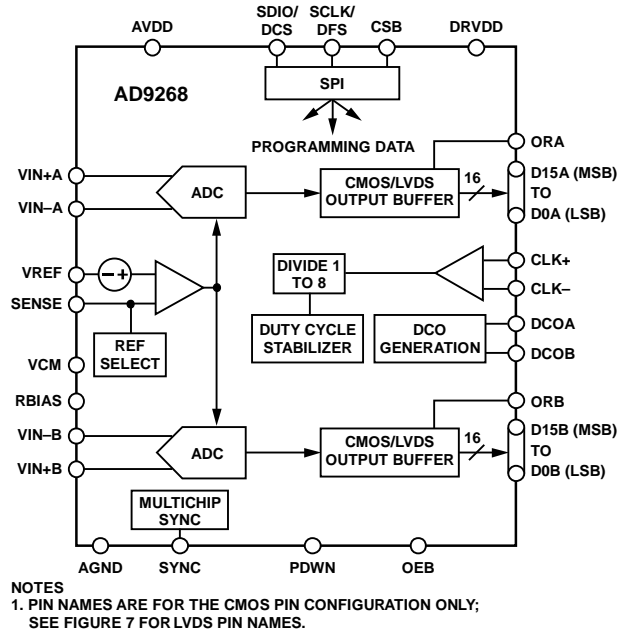 AVDD
SDIO/
DCS
SCLK/
DFS
CSB
DRVDD
AD9268
SPI
PROGRAMMING DATA
ORA
VIN+A
VIN–A
ADC
CMOS/LVDS
OUTPUT BUFFER
16
D15A (MSB)
TO
D0A (LSB)
VREF
SENSE
REF
SELECT
DIVIDE 1
TO 8
DUTY CYCLE
STABILIZER
CLK+
CLK–
DCO
GENERATION
DCOA
DCOB
VCM
RBIAS
ORB
VIN–B
VIN+B
ADC
CMOS/LVDS
OUTPUT BUFFER
16
D15B (MSB)
TO
D0B (LSB)
MULTICHIP
SYNC
AGND
SYNC
PDWN
OEB
NOTES
1. PIN NAMES ARE FOR THE CMOS PIN CONFIGURATION ONLY;
SEE FIGURE 7 FOR LVDS PIN NAMES.